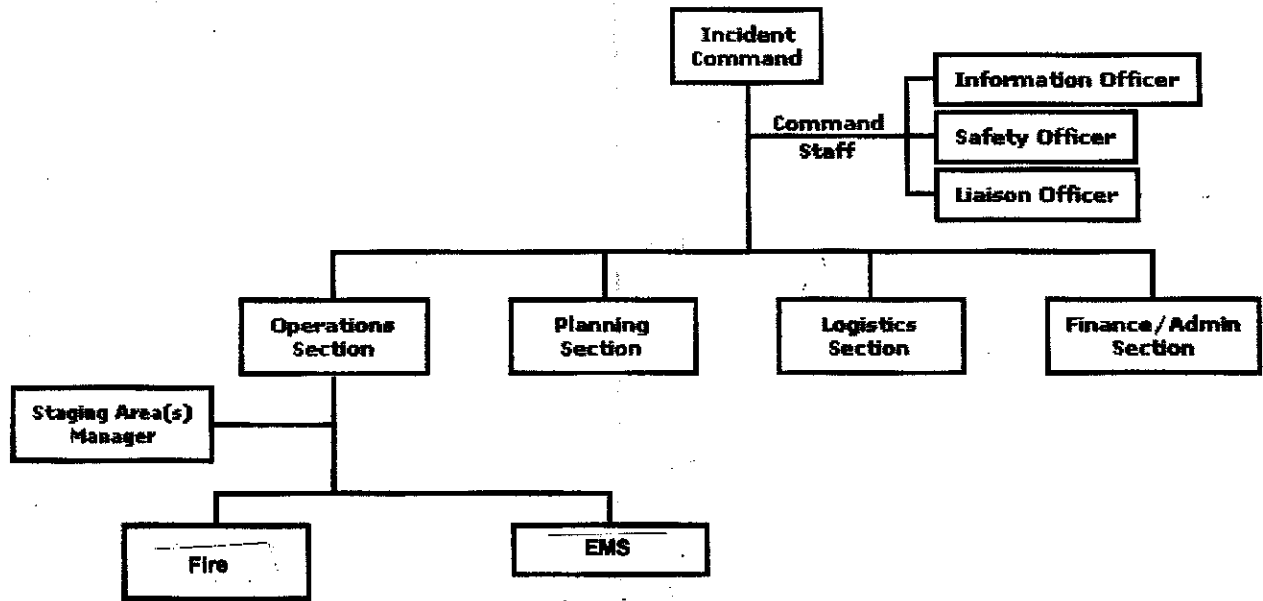 Incident
Command
Information Officer
Command
Staff
Safety Officer
Liaison Officer
Operations
Section
Planning
Section
Logistics
Section
Finance/Admin
Section
Staging Area(s)
Manager
Fire
EMS